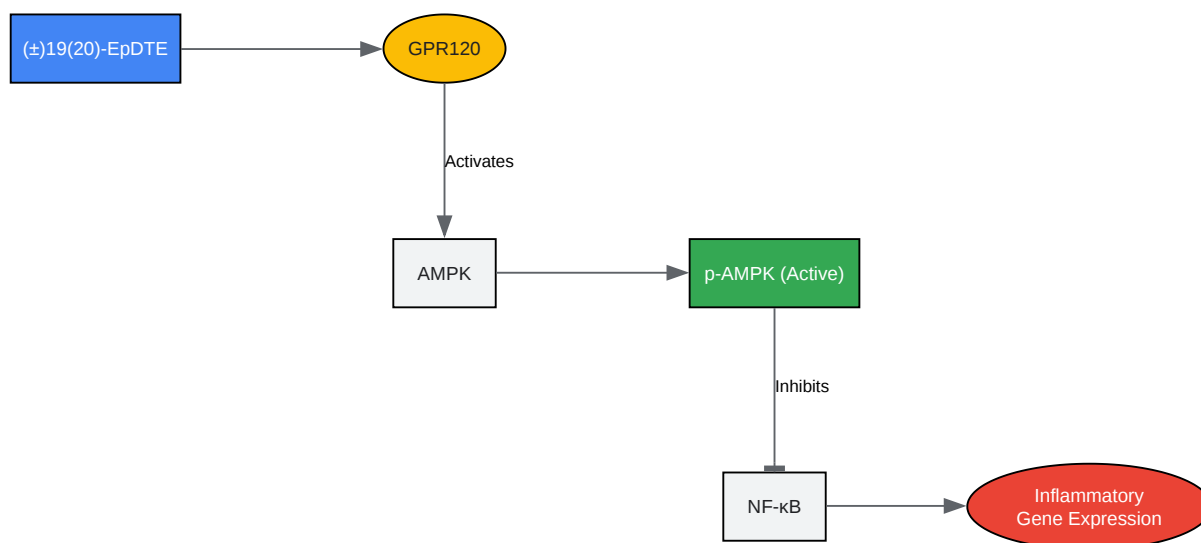 (±)19(20)-EpDTE
GPR120
Activates
AMPK
p-AMPK (Active)
Inhibits
NF-κB
Inflammatory
Gene Expression